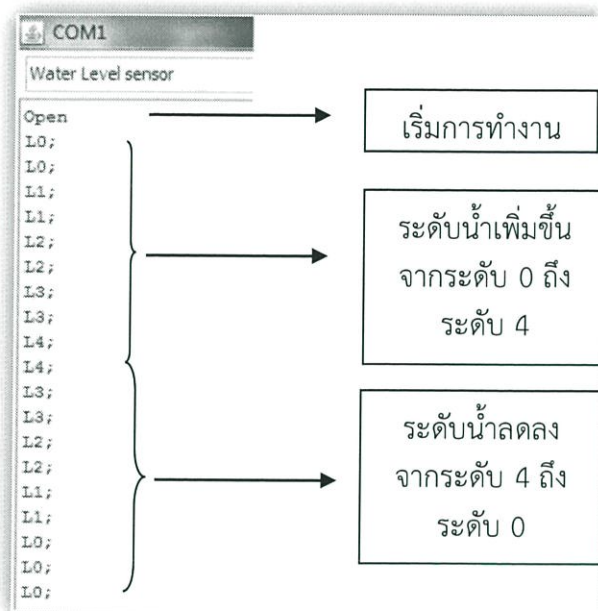 COM1
Water Level sensor
Open
L0;
L0;
L1;
L1;
L2;
L2;
L3;
L3;
L4;
L4;
L3;
L3;
L2;
L2;
L1;
L1;
L0;
L0;
L0;
เริ่มการทำงาน
ระดับน้ำเพิ่มขึ้น
จากระดับ 0 ถึง
ระดับ 4
ระดับน้ำลดลง
จากระดับ 4 ถึง
ระดับ 0